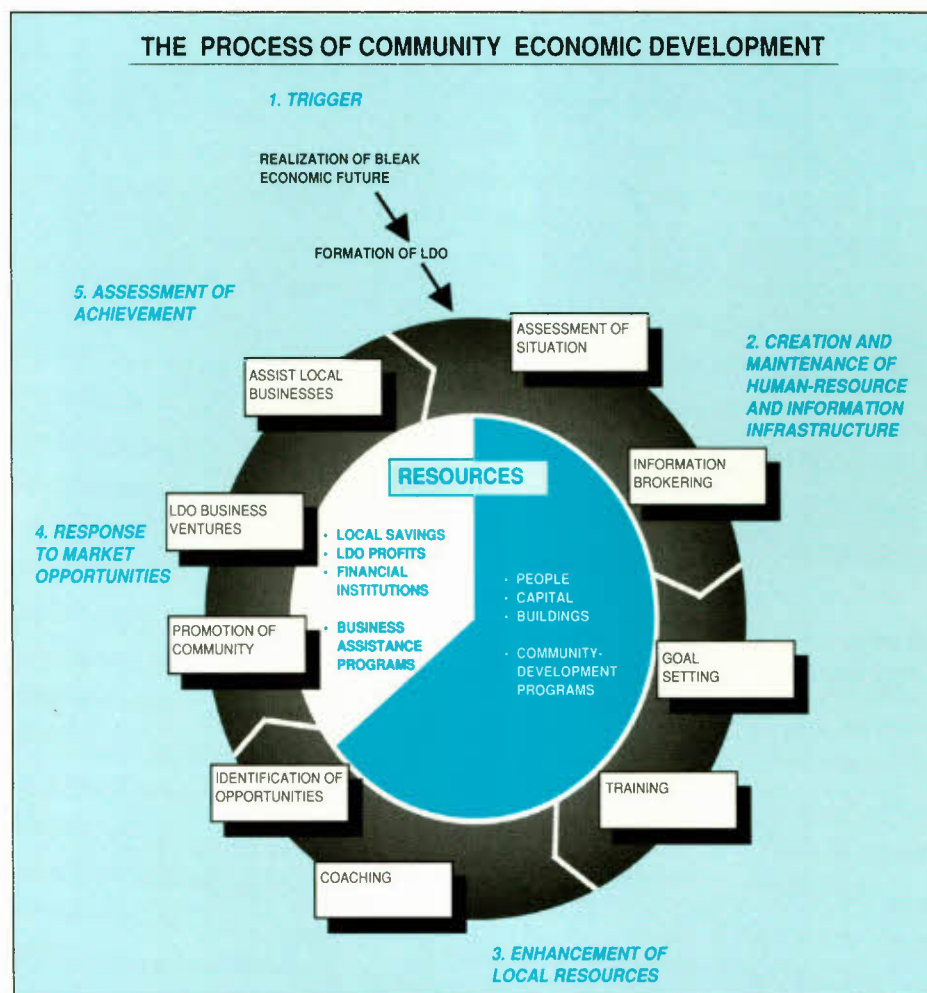 THE PROCESS OF COMMUNITY ECONOMIC DEVELOPMENT
1. TRIGGER
REALIZATION OF BLEAK
ECONOMIC FUTURE
FORMATION OF LDO
5. ASSESSMENT OF
ACHIEVEMENT
ASSESSMENT OF
SITUATION
2. CREATION AND
MAINTENANCE OF
HUMAN-RESOURCE
AND INFORMATION
INFRASTRUCTURE
ASSIST LOCAL
BUSINESSES
INFORMATION
BROKERING
RESOURCES
LDO BUSINESS
VENTURES
4. RESPONSE
TO MARKET
OPPORTUNITIES
• LOCAL SAVINGS
• LDO PROFITS
• FINANCIAL
INSTITUTIONS
• BUSINESS
ASSISTANCE
PROGRAMS
• PEOPLE
• CAPITAL
• BUILDINGS
• COMMUNITY-
DEVELOPMENT
PROGRAMS
PROMOTION OF
COMMUNITY
GOAL
SETTING
IDENTIFICATION OF
OPPORTUNITIES
TRAINING
COACHING
3. ENHANCEMENT OF
LOCAL RESOURCES